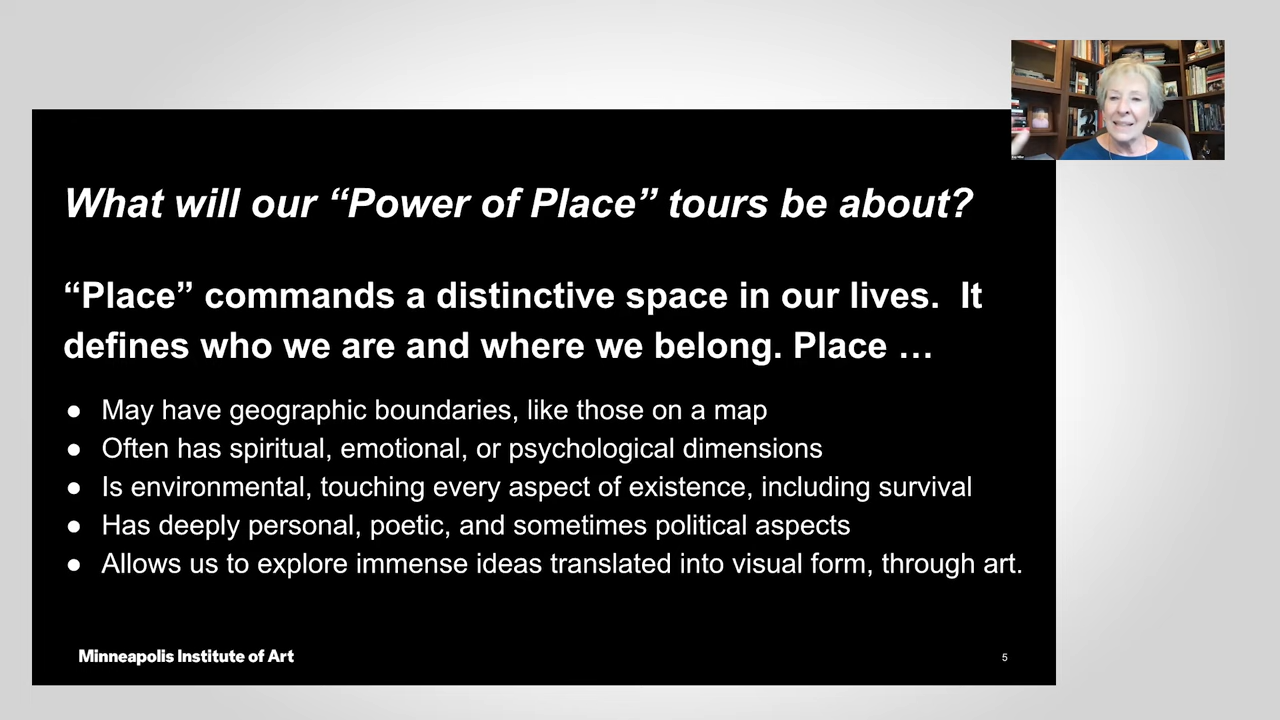 What will our “Power of Place” tours be about?
“Place” commands a distinctive space in our lives.  It
defines who we are and where we belong. Place …
● May have geographic boundaries, like those on a map
● Often has spiritual, emotional, or psychological dimensions
● Is environmental, touching every aspect of existence, including survival
● Has deeply personal, poetic, and sometimes political aspects
● Allows us to explore immense ideas translated into visual form, through art.
Minneapolis Institute of Art
5